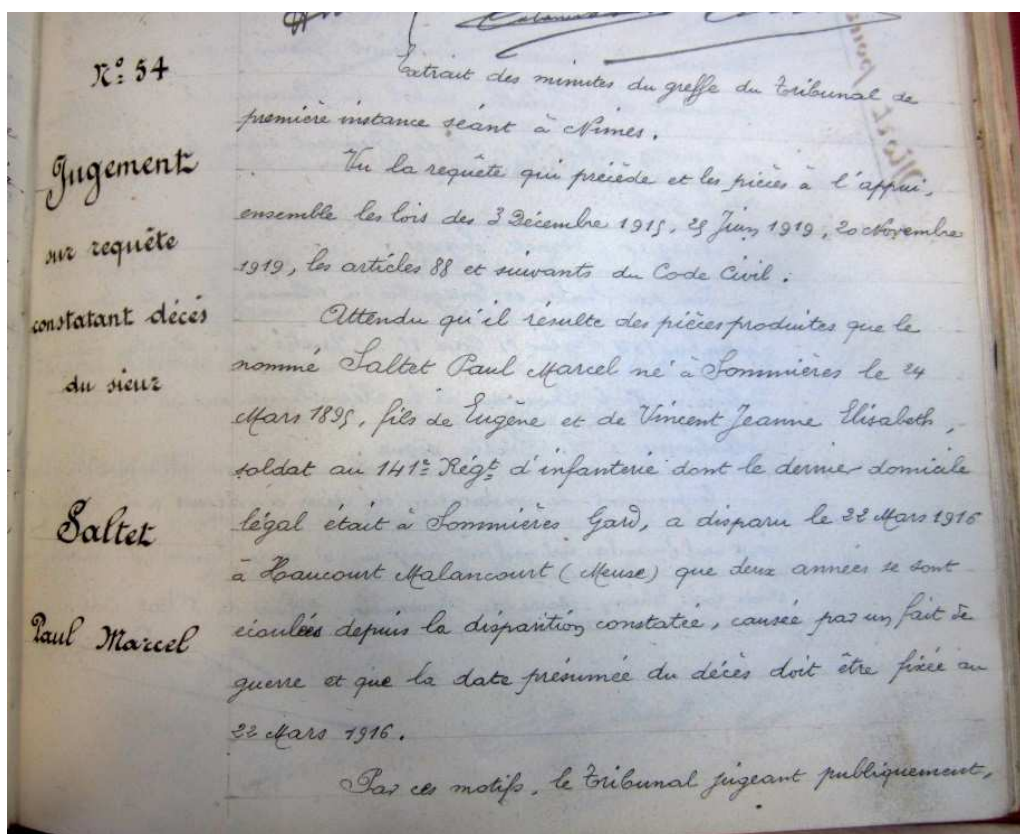 N° 54
Jugement
sur requête
constatant décés
du sieur
Saltet
Paul Marcel
Extrait des minutes du greffe du Tribunal de
première instance séant à Nimes.
Vu la requête qui précède et les pièces à l'appui,
ensemble les lois des 3 Décembre 1915, 25 Juin 1919, 20 Novembre
1919, les articles 88 et suivants du Code Civil :
Attendu qu'il résulte des pièces produites que le
nommé Saltet Paul Marcel né à Sommières le 24
Mars 1895, fils de Eugène et de Vincent Jeanne Elisabeth,
soldat au 141e Régt d'infanterie dont le dernier domicile
légal était à Sommières Gard, a disparu le 22 Mars 1916
à Haucourt Malancourt (Meuse) que deux années se sont
écoulées depuis la disparition constatée, causée par un fait de
guerre et que la date présumée du décès doit être fixée au
22 Mars 1916.
Par ces motifs, le Tribunal jugeant publiquement,